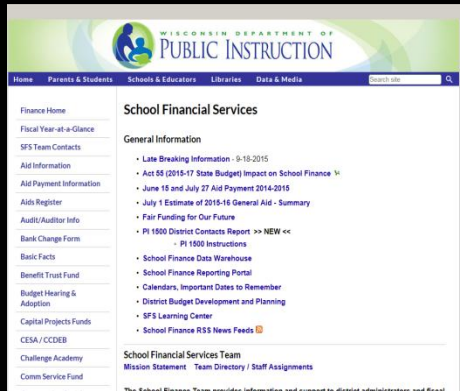 WISCONSIN DEPARTMENT OF
PUBLIC INSTRUCTION
Home Parents & Students Schools & Educators Libraries Data & Media Search site
Finance Home
Fiscal Year-at-a-Glance
SFS Team Contacts
Aid Information
Aid Payment Information
Aids Register
Audit/Auditor Info
Bank Change Form
Basic Facts
Benefit Trust Fund
Budget Hearing &
Adoption
Capital Projects Funds
CESA / CCDEB
Challenge Academy
Comm Service Fund
School Financial Services
General Information
• Late Breaking Information - 9-18-2015
• Act 55 (2015-17 State Budget) Impact on School Finance
• June 15 and July 27 Aid Payment 2014-2015
• July 1 Estimate of 2015-16 General Aid - Summary
• Fair Funding for Our Future
• PI 1500 District Contacts Report >> NEW <<
◦ PI 1500 Instructions
• School Finance Data Warehouse
• School Finance Reporting Portal
• Calendars, Important Dates to Remember
• District Budget Development and Planning
• SFS Learning Center
• School Finance RSS News Feeds
School Financial Services Team
Mission Statement Team Directory / Staff Assignments
The School Finance Team provides information and support to district administrators and fiscal